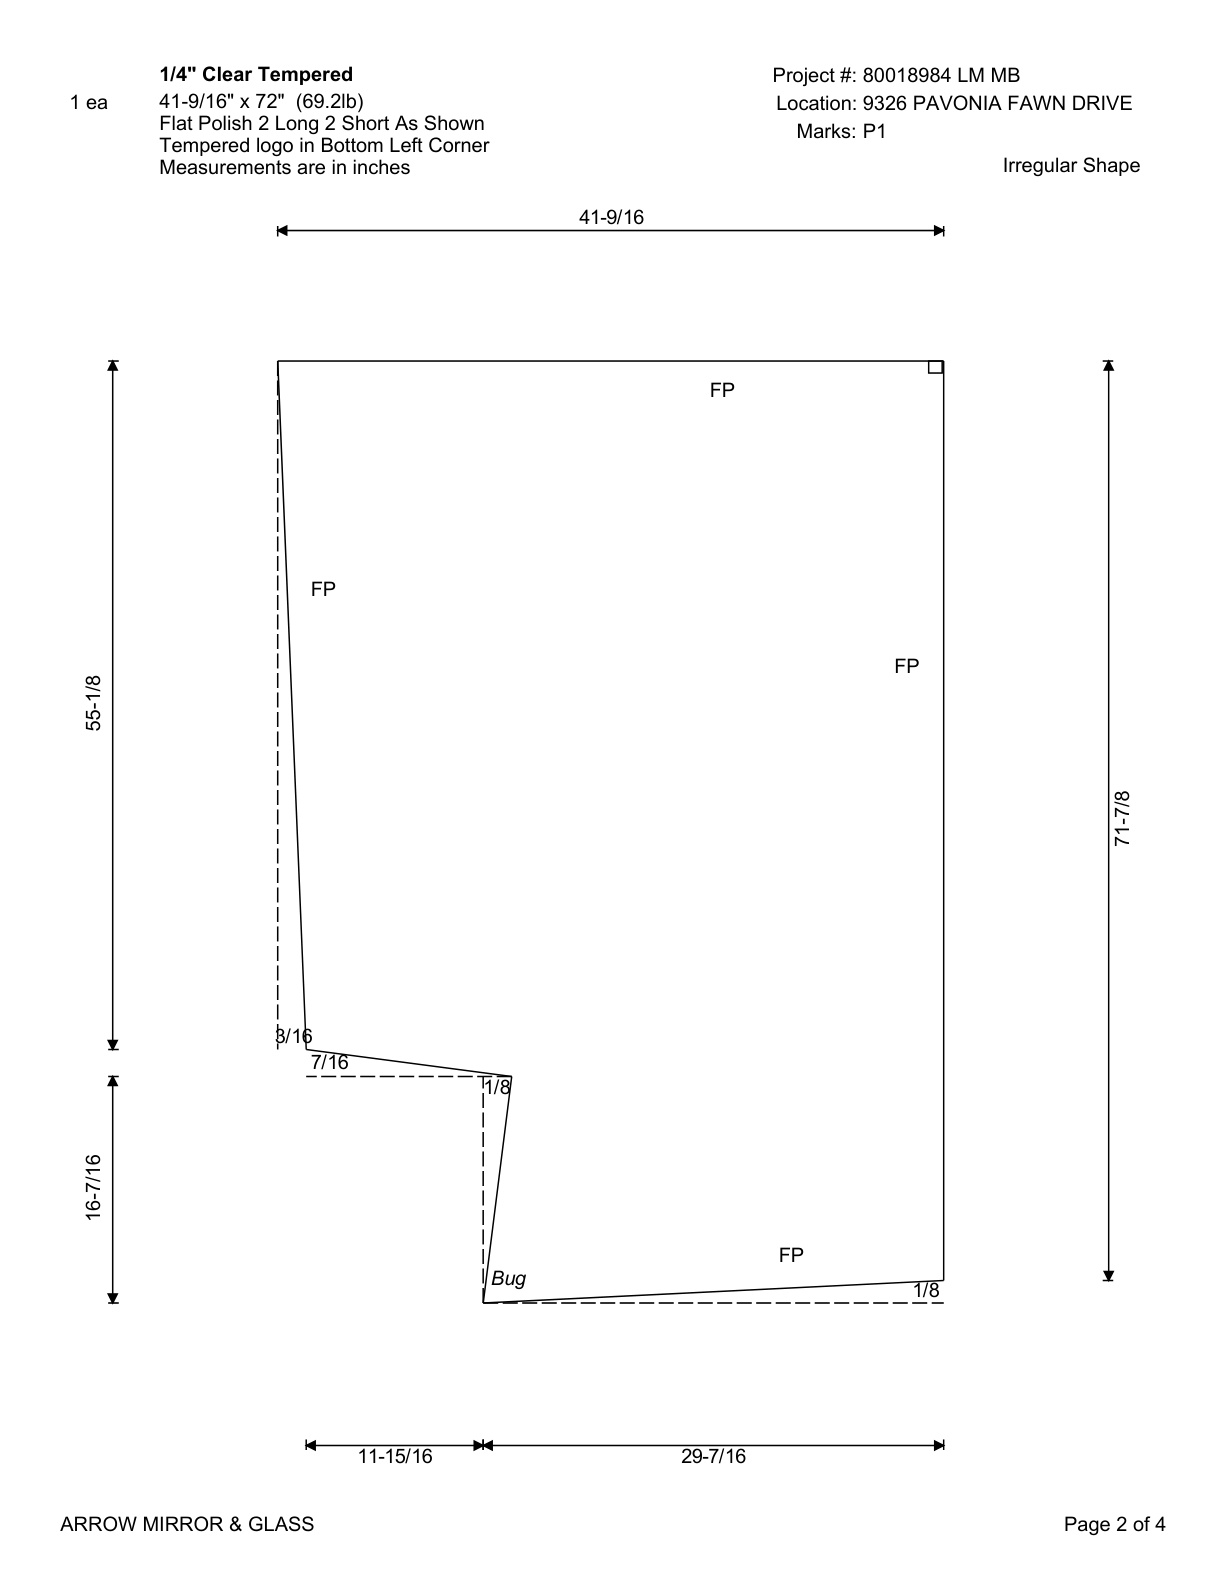 1/4" Clear Tempered
1 ea
41-9/16" x 72" (69.2lb)
Flat Polish 2 Long 2 Short As Shown
Tempered logo in Bottom Left Corner
Measurements are in inches
Project #: 80018984 LM MB
Location: 9326 PAVONIA FAWN DRIVE
Marks: P1
Irregular Shape
41-9/16
FP
FP
FP
55-1/8
71-7/8
3/16
7/16
1/8
16-7/16
FP
Bug
1/8
11-15/16
29-7/16
ARROW MIRROR & GLASS
Page 2 of 4